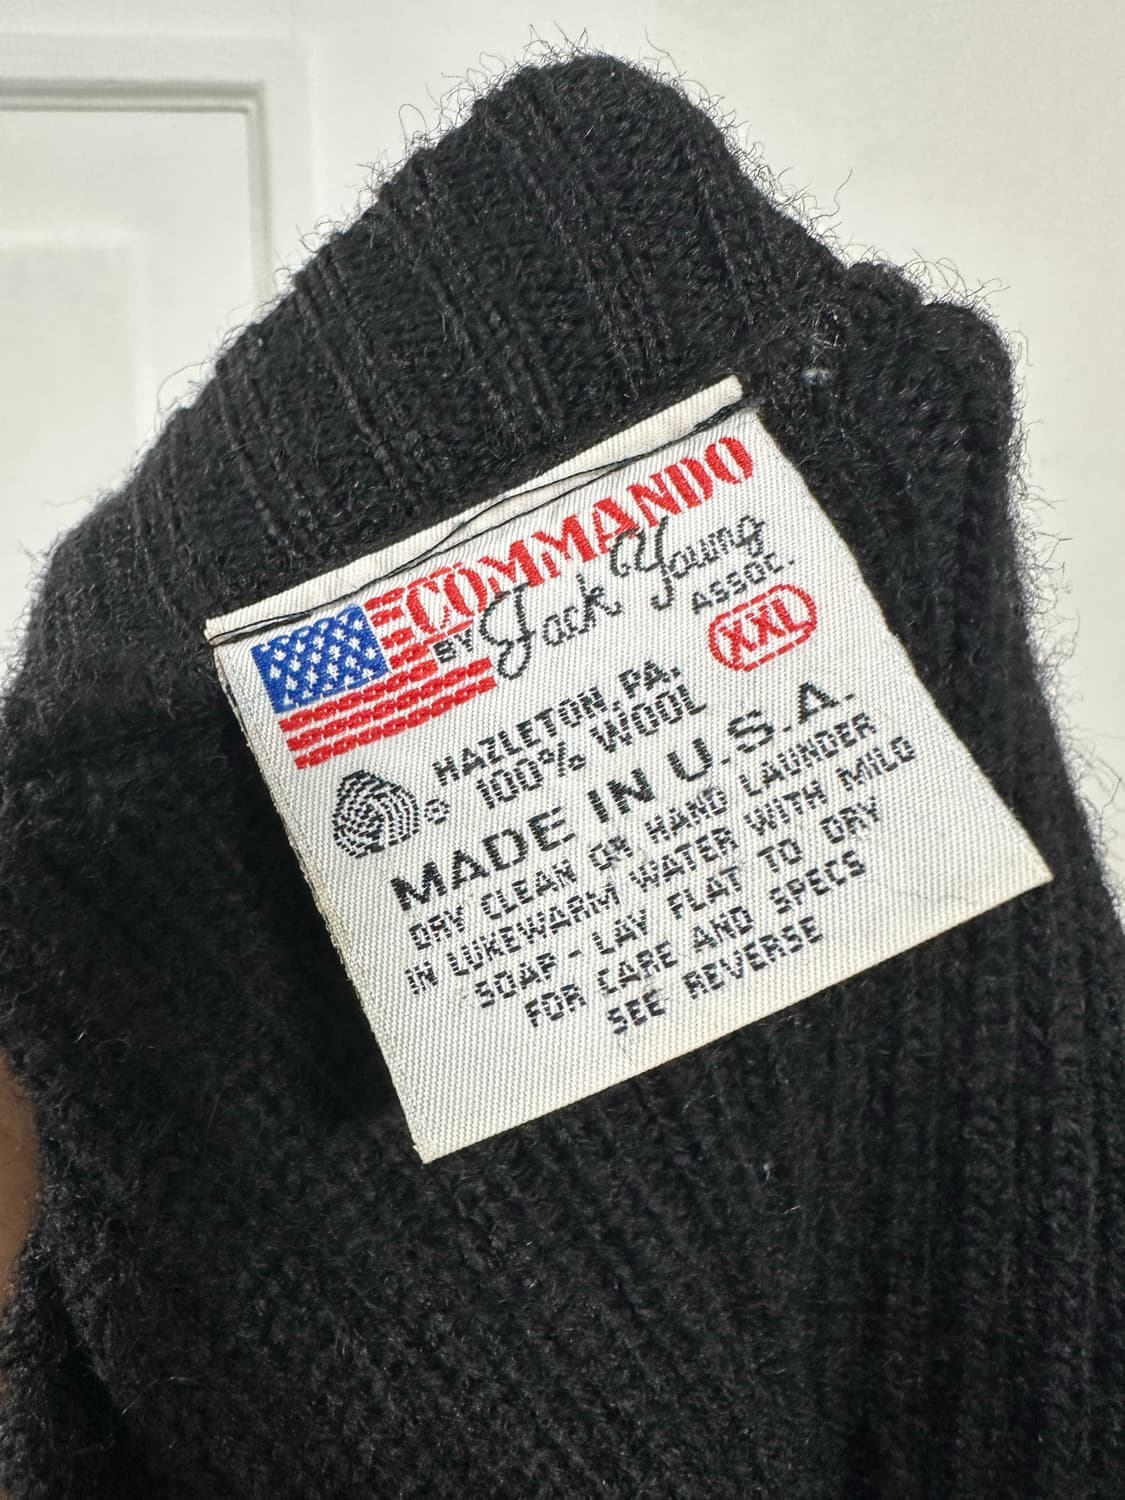 COMMANDO
BY Jack Young
ASSOC.
XXL
HAZLETON, PA.
100% WOOL
MADE IN U.S.A.
DRY CLEAN OR HAND LAUNDER
IN LUKEWARM WATER WITH MILD
SOAP - LAY FLAT TO DRY
FOR CARE AND SPECS
SEE REVERSE